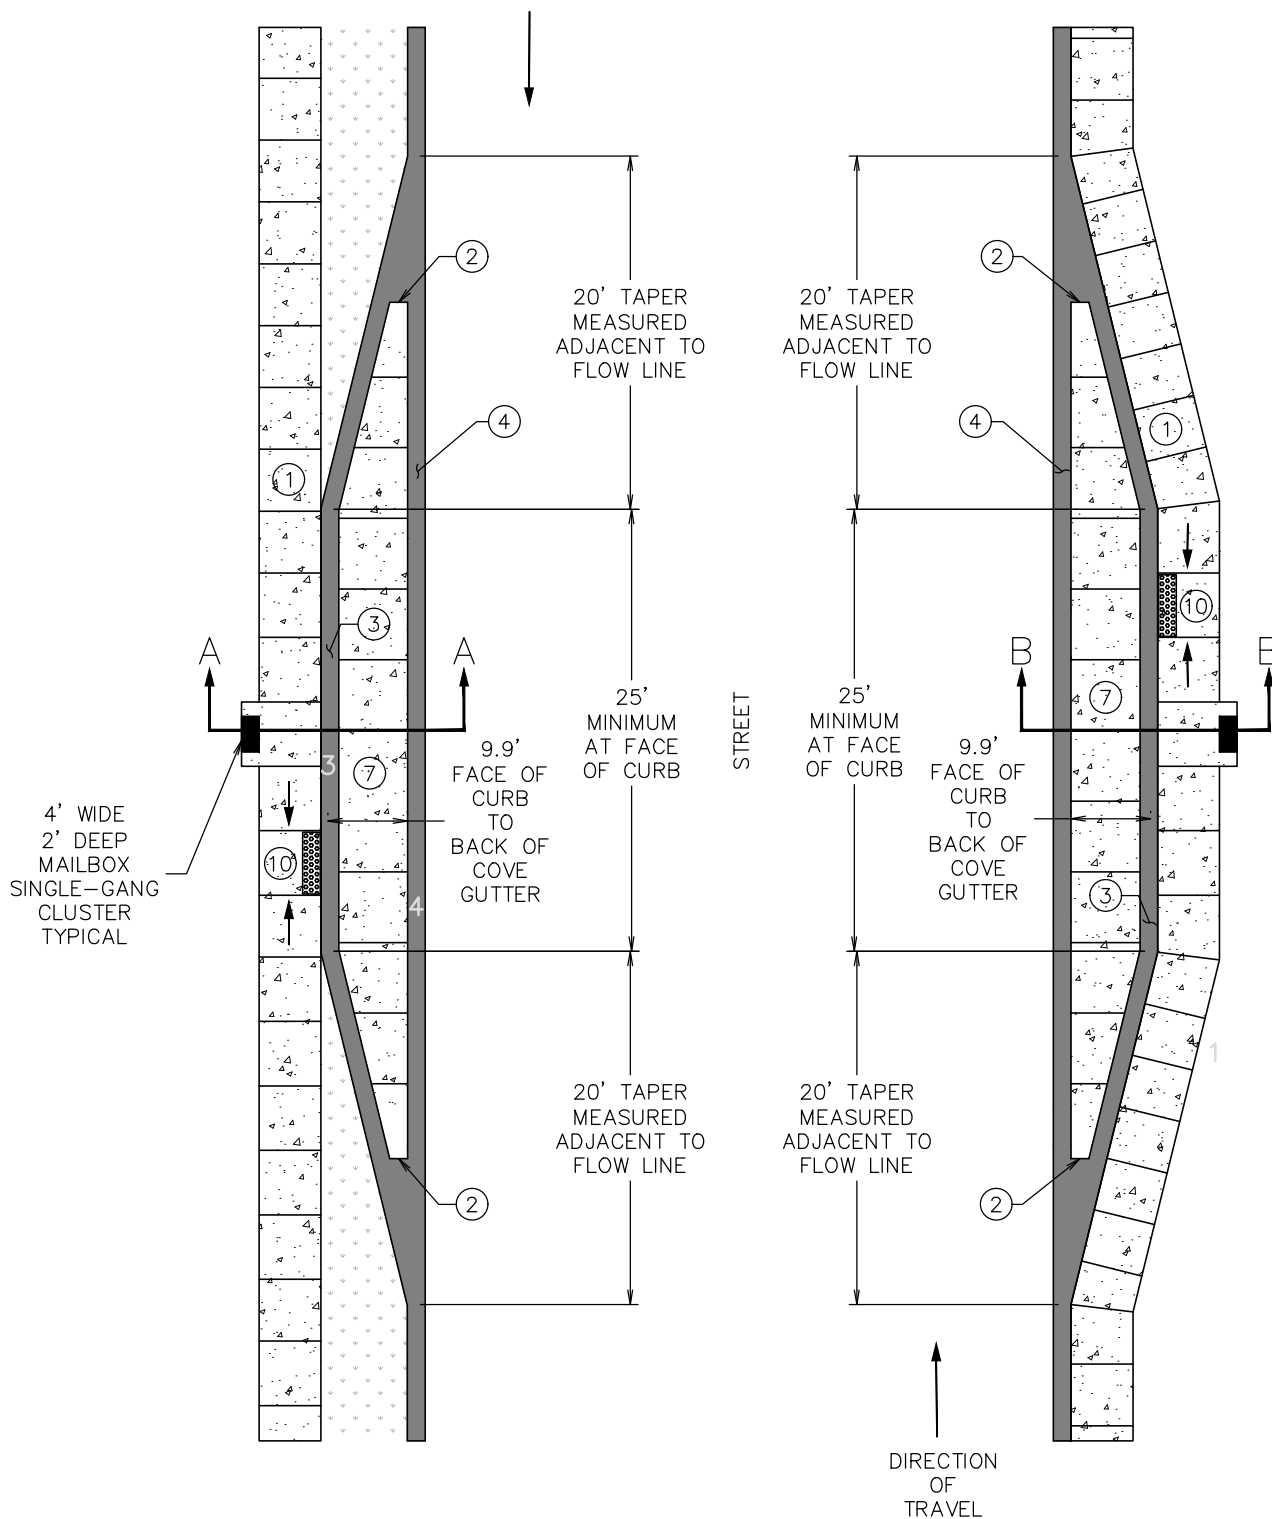 2
2
20' TAPER
MEASURED
ADJACENT TO
FLOW LINE
20' TAPER
MEASURED
ADJACENT TO
FLOW LINE
4
4
1
1
3
10
A
A
B
B
7
25'
MINIMUM
AT FACE
OF CURB
STREET
25'
MINIMUM
AT FACE
OF CURB
3
7
9.9'
FACE OF
CURB
TO
BACK OF
COVE
GUTTER
9.9'
FACE OF
CURB
TO
BACK OF
COVE
GUTTER
4' WIDE
2' DEEP
MAILBOX
SINGLE-GANG
CLUSTER
TYPICAL
10
4
3
1
20' TAPER
MEASURED
ADJACENT TO
FLOW LINE
20' TAPER
MEASURED
ADJACENT TO
FLOW LINE
2
2
DIRECTION
OF
TRAVEL